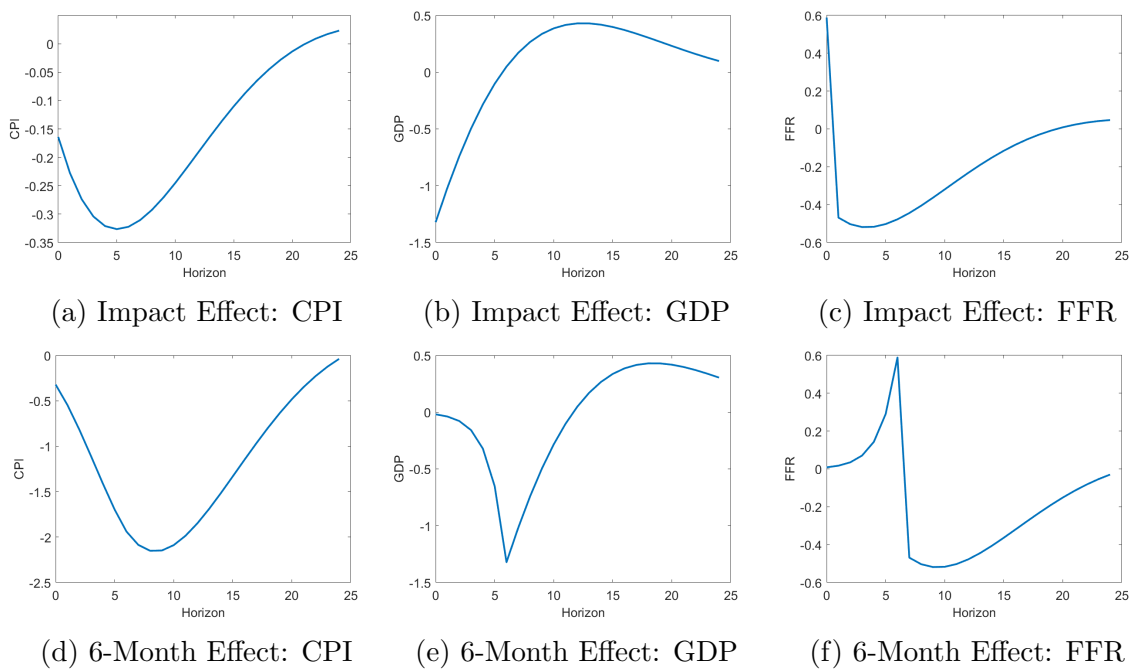 0
-0.05
-0.1
-0.15
-0.2
-0.25
-0.3
-0.35
CPI
0 5 10 15 20 25
Horizon
(a) Impact Effect: CPI
0.5
0
-0.5
-1
-1.5
GDP
0 5 10 15 20 25
Horizon
(b) Impact Effect: GDP
0.6
0.4
0.2
0
-0.2
-0.4
-0.6
FFR
0 5 10 15 20 25
Horizon
(c) Impact Effect: FFR
0
-0.5
-1
-1.5
-2
-2.5
CPI
0 5 10 15 20 25
Horizon
(d) 6-Month Effect: CPI
0.5
0
-0.5
-1
-1.5
GDP
0 5 10 15 20 25
Horizon
(e) 6-Month Effect: GDP
0.6
0.4
0.2
0
-0.2
-0.4
-0.6
FFR
0 5 10 15 20 25
Horizon
(f) 6-Month Effect: FFR